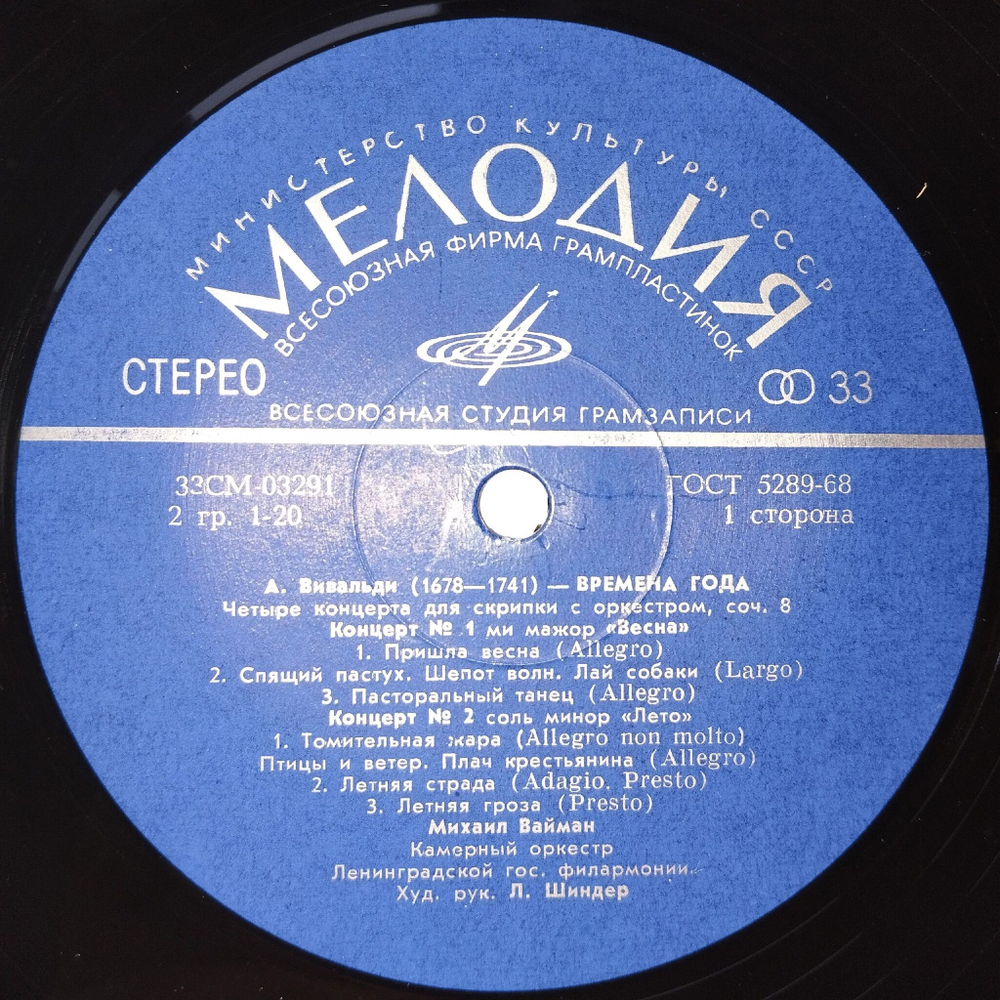 МИНИСТЕРСТВО КУЛЬТУРЫ СССР
МЕЛОДИЯ
ВСЕСОЮЗНАЯ ФИРМА ГРАМПЛАСТИНОК
СТЕРЕО
33
ВСЕСОЮЗНАЯ СТУДИЯ ГРАМЗАПИСИ
33СМ-03291
ГОСТ 5289-68
2 гр. 1-20
1 сторона
А. Вивальди (1678—1741) — ВРЕМЕНА ГОДА
Четыре концерта для скрипки с оркестром, соч. 8
Концерт № 1 ми мажор «Весна»
1. Пришла весна (Allegro)
2. Спящий пастух. Шепот волн. Лай собаки (Largo)
3. Пасторальный танец (Allegro)
Концерт № 2 соль минор «Лето»
1. Томительная жара (Allegro non molto)
Птицы и ветер. Плач крестьянина (Allegro)
2. Летняя страда (Adagio. Presto)
3. Летняя гроза (Presto)
Михаил Вайман
Камерный оркестр
Ленинградской гос. филармонии.
Худ. рук. Л. Шиндер